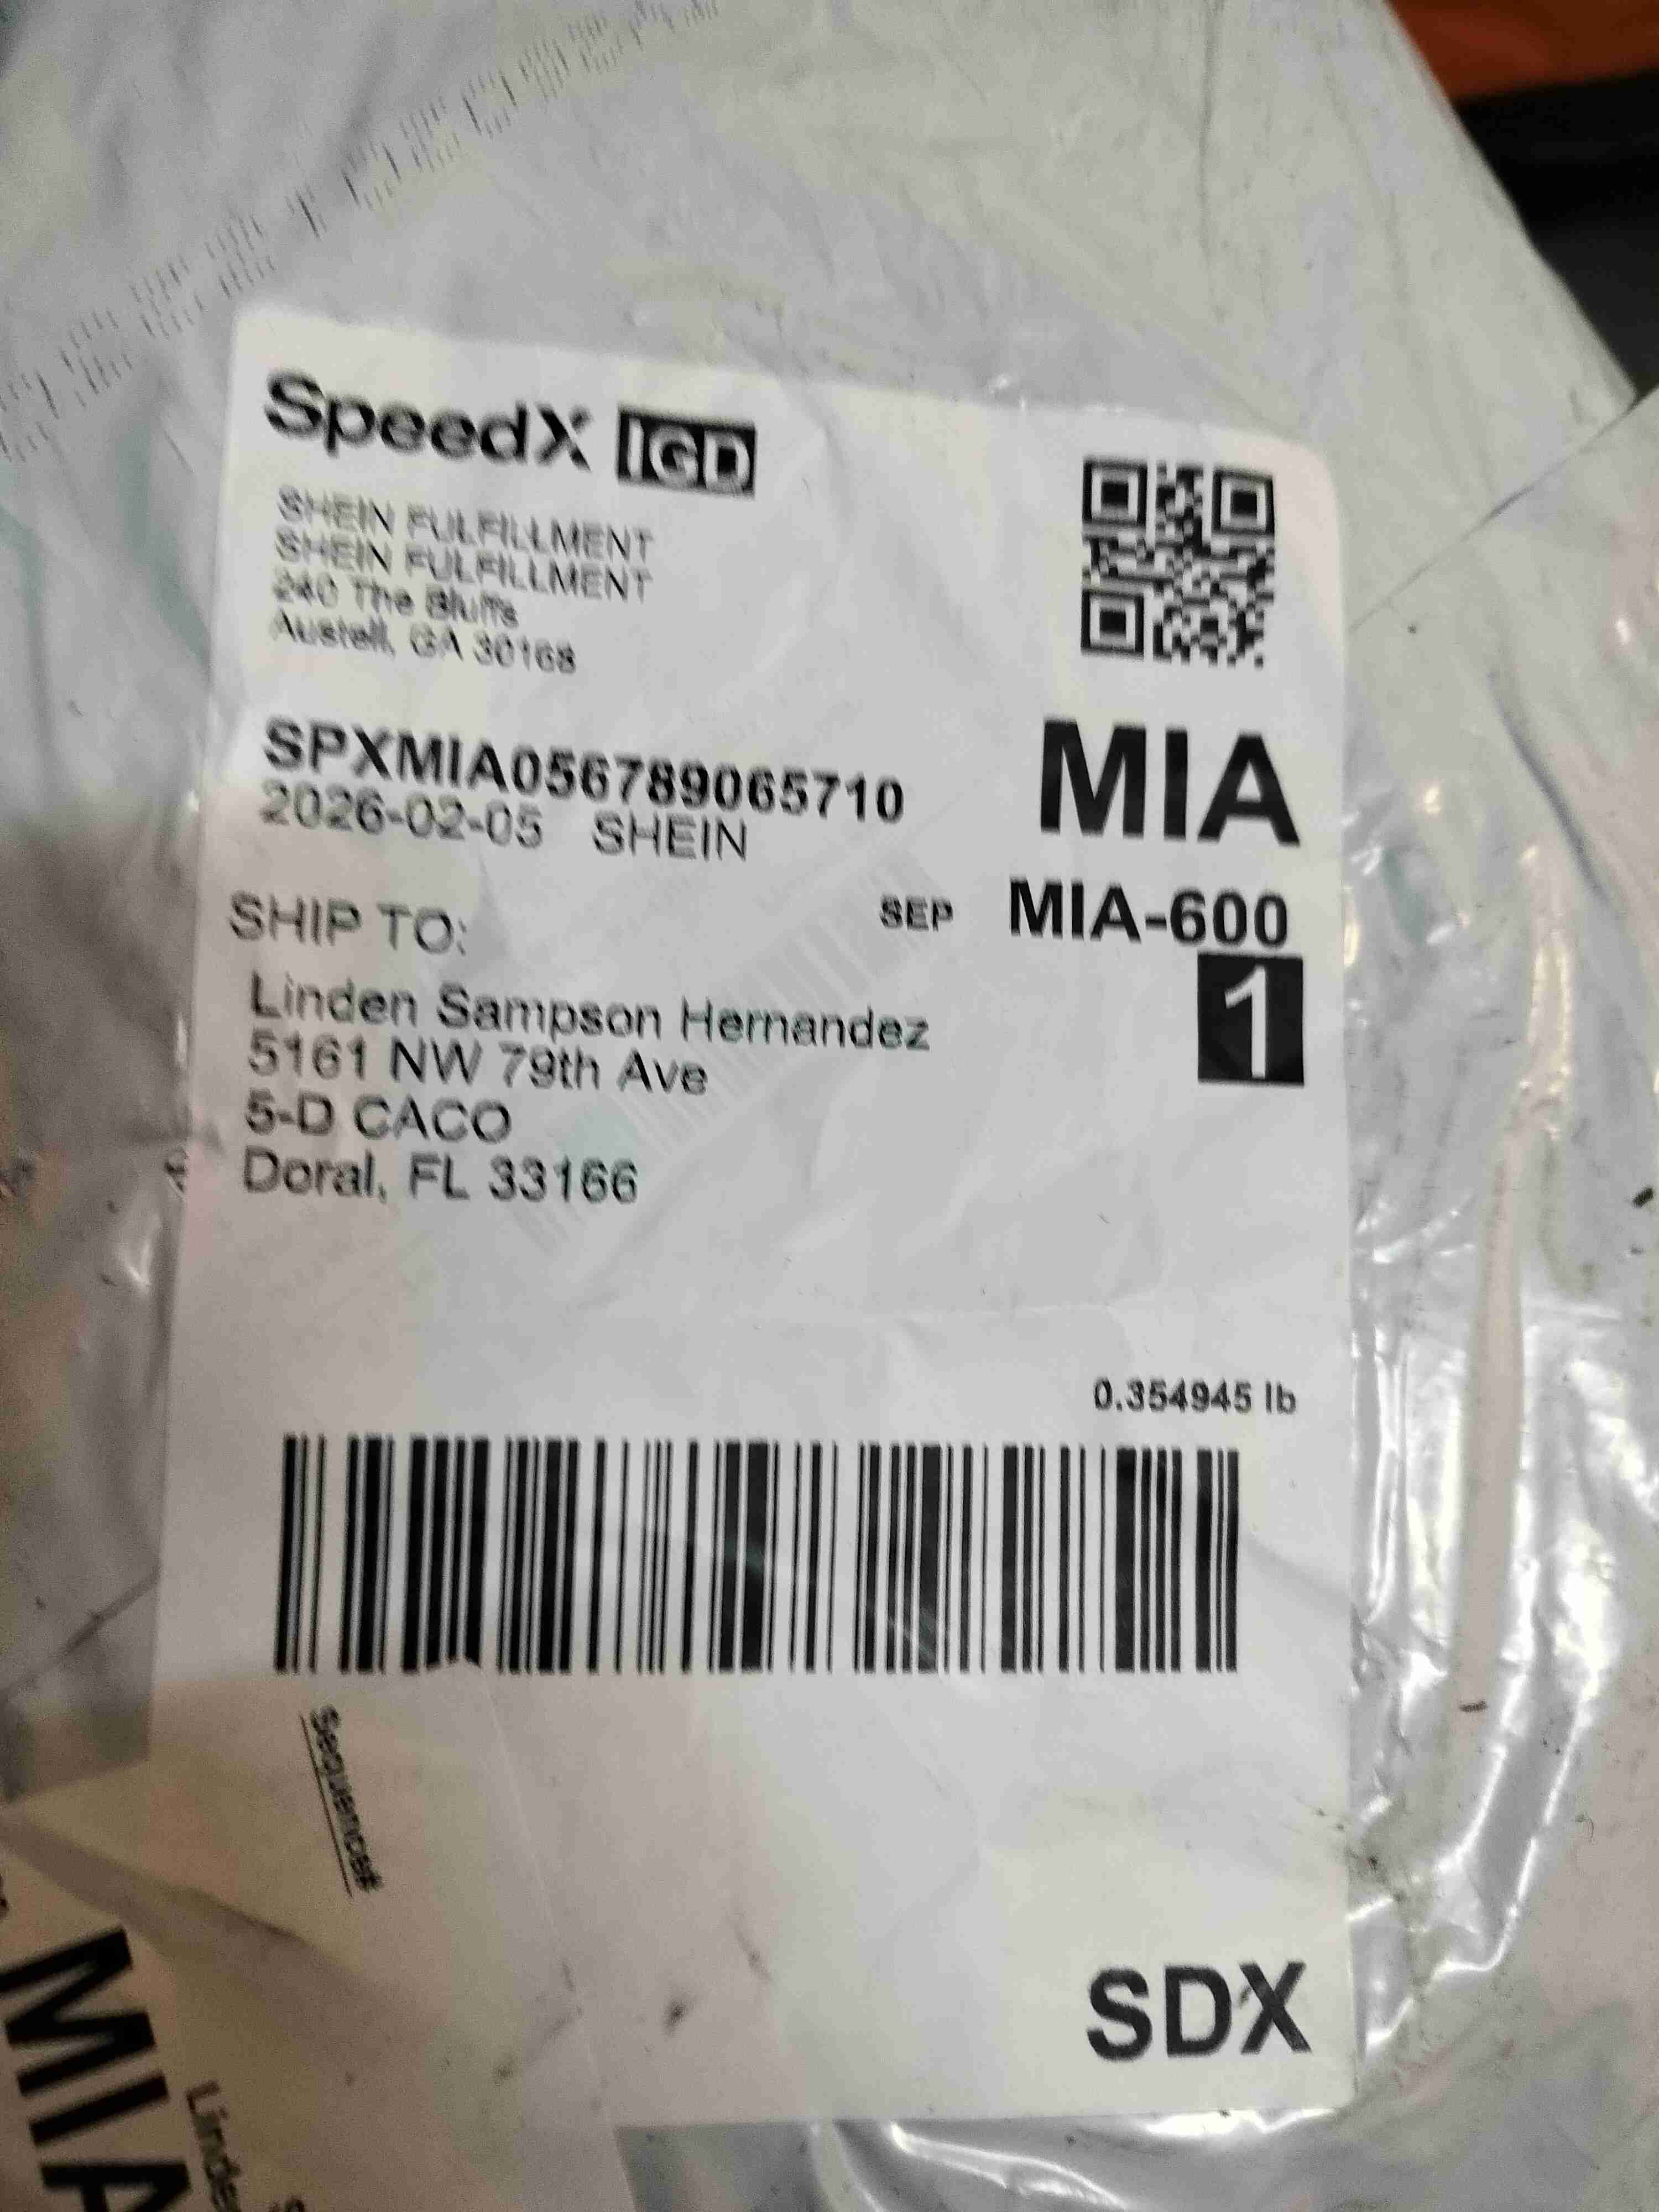 SpeedX IGD
SHEIN FULFILLMENT
SHEIN FULFILLMENT
240 The Bluffs
Austell, GA 30168
SPXMIA056789065710
2026-02-05 SHEIN
MIA
SEP MIA-600
1
SHIP TO:
Linden Sampson Hernandez
5161 NW 79th Ave
5-D CACO
Doral, FL 33166
0.354945 lb
Sequence#
SDX
MIA
Linde